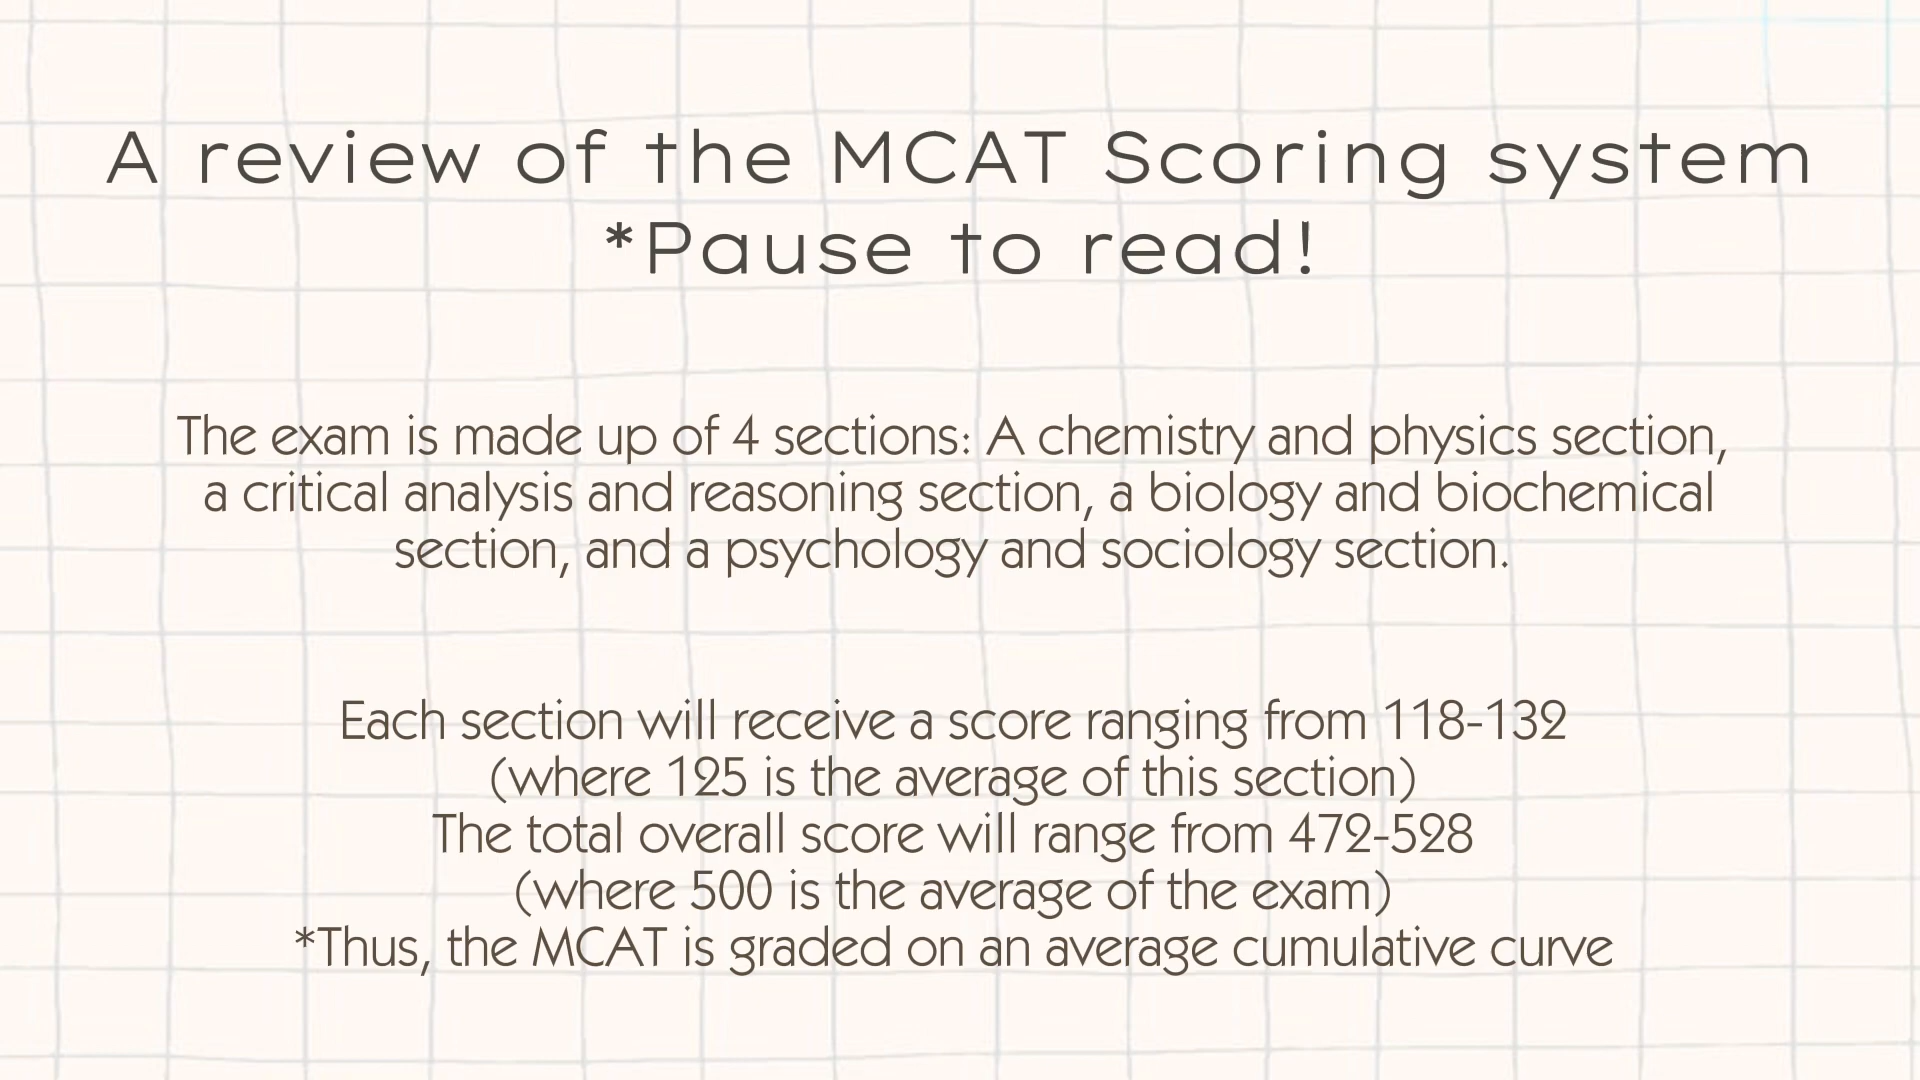 A review of the MCAT Scoring system
*Pause to read!
The exam is made up of 4 sections: A chemistry and physics section,
a critical analysis and reasoning section, a biology and biochemical
section, and a psychology and sociology section.
Each section will receive a score ranging from 118-132
(where 125 is the average of this section)
The total overall score will range from 472-528
(where 500 is the average of the exam)
*Thus, the MCAT is graded on an average cumulative curve